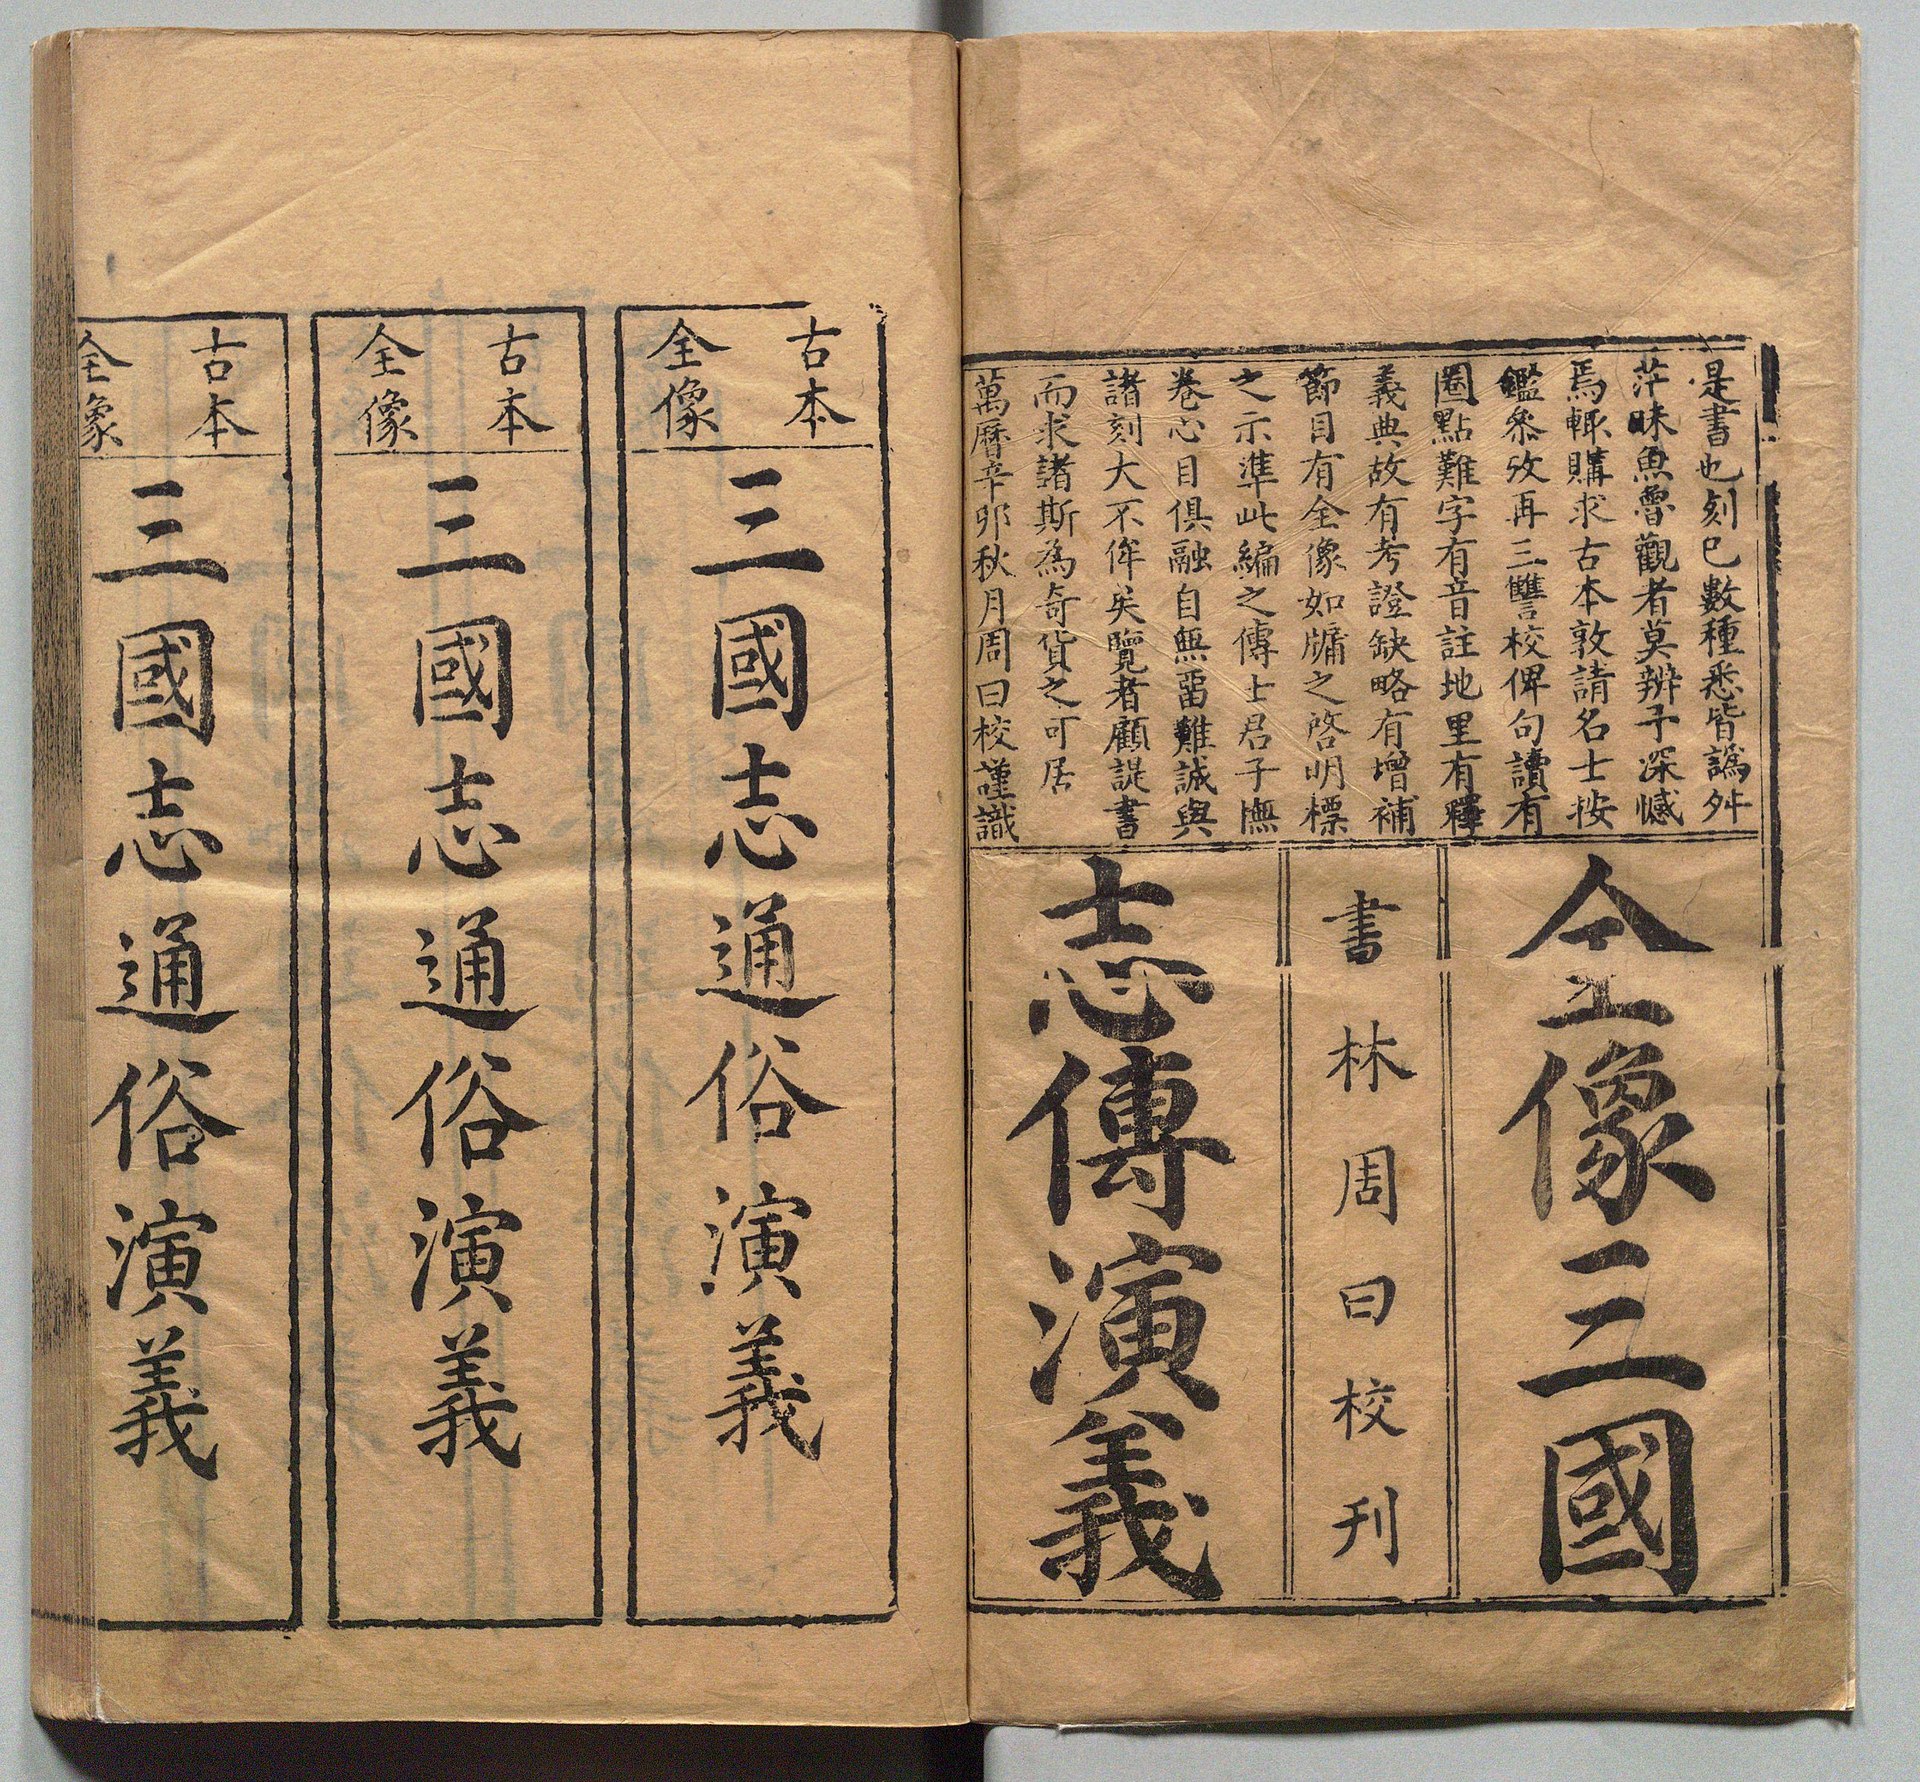 是書也刻已數種悉皆譌舛
茫昧魚魯觀者莫辨予深憾
焉輙購求古本敦請名士按
鑑參攷再三讐校俾句讀有
圈點難字有音註地里有釋
義典故有考證缺略有增補
節目有全像如牖之啓明標
之示準此編之傳士君子撫
卷心目俱融自無留難誠與
諸刻大不侔矣覽者顧諟書
而求諸斯為奇貨之可居
萬曆辛卯秋月周曰校謹識
全像三國
書林周曰校刊
志傳演義
古本
全像
三國志通俗演義
古本
全像
三國志通俗演義
古本
全像
三國志通俗演義